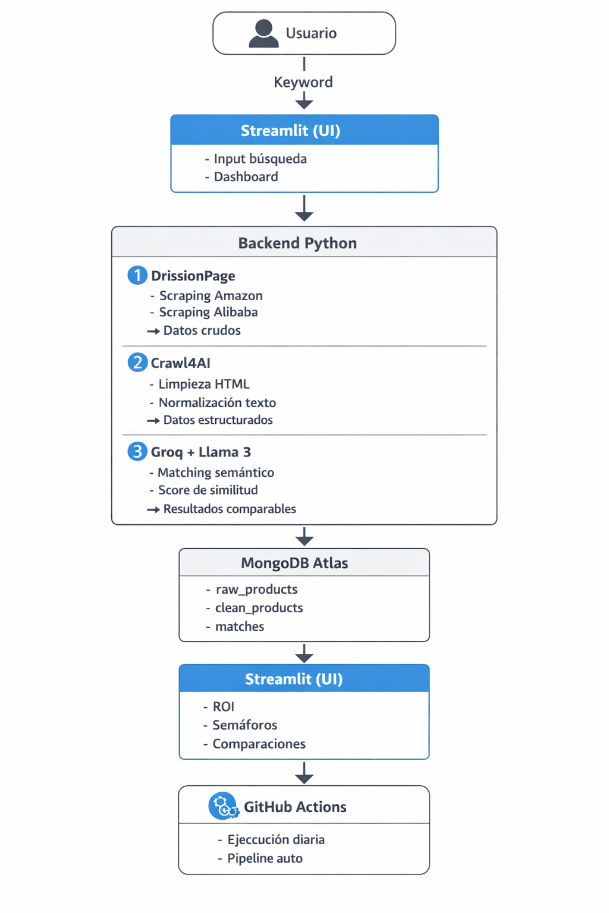 Usuario
Keyword
Streamlit (UI)
- Input búsqueda
- Dashboard
Backend Python
1 DrissionPage
- Scraping Amazon
- Scraping Alibaba
→ Datos crudos
2 Crawl4AI
- Limpieza HTML
- Normalización texto
→ Datos estructurados
3 Groq + Llama 3
- Matching semántico
- Score de similitud
→ Resultados comparables
MongoDB Atlas
- raw_products
- clean_products
- matches
Streamlit (UI)
- ROI
- Semáforos
- Comparaciones
GitHub Actions
- Ejeccución diaria
- Pipeline auto